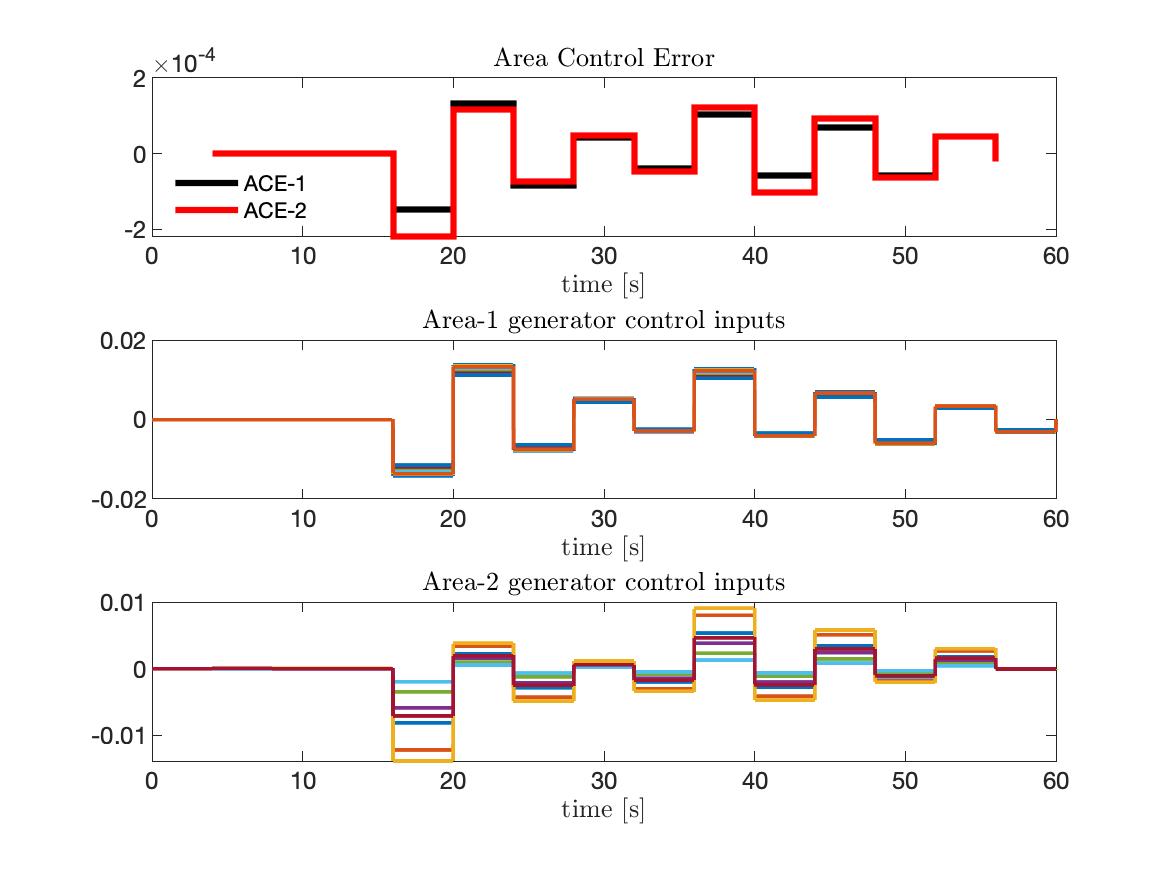 Area Control Error
×10-4
2
0
-2
ACE-1
ACE-2
0 10 20 30 40 50 60
time [s]
Area-1 generator control inputs
0.02
0
-0.02
0 10 20 30 40 50 60
time [s]
Area-2 generator control inputs
0.01
0
-0.01
0 10 20 30 40 50 60
time [s]